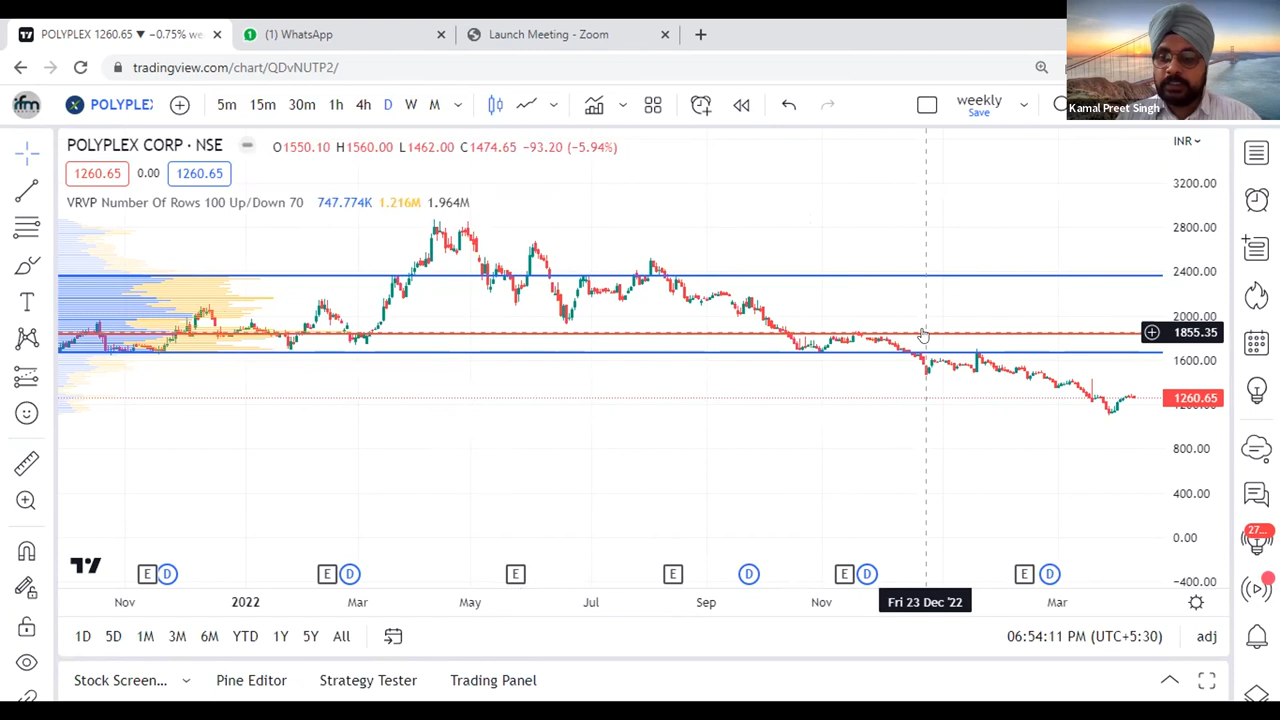 POLYPLEX 1260.65 ▼ −0.75% we
(1) WhatsApp
Launch Meeting - Zoom
tradingview.com/chart/QDvNUTP2/
Kamal Preet Singh
ifm
POLYPLEX
5m 15m 30m 1h 4h D W M
weekly
Save
POLYPLEX CORP · NSE O1550.10 H1560.00 L1462.00 C1474.65 −93.20 (−5.94%)
INR
1260.65 0.00 1260.65
VRVP Number Of Rows 100 Up/Down 70 747.774K 1.216M 1.964M
3200.00
2800.00
2400.00
2000.00
1855.35
1600.00
1260.65
1200.00
800.00
400.00
0.00
−400.00
E D E D E E D E D E D
Nov 2022 Mar May Jul Sep Nov Fri 23 Dec '22 Mar
1D 5D 1M 3M 6M YTD 1Y 5Y All
06:54:11 PM (UTC+5:30) adj
Stock Screen... Pine Editor Strategy Tester Trading Panel
27...